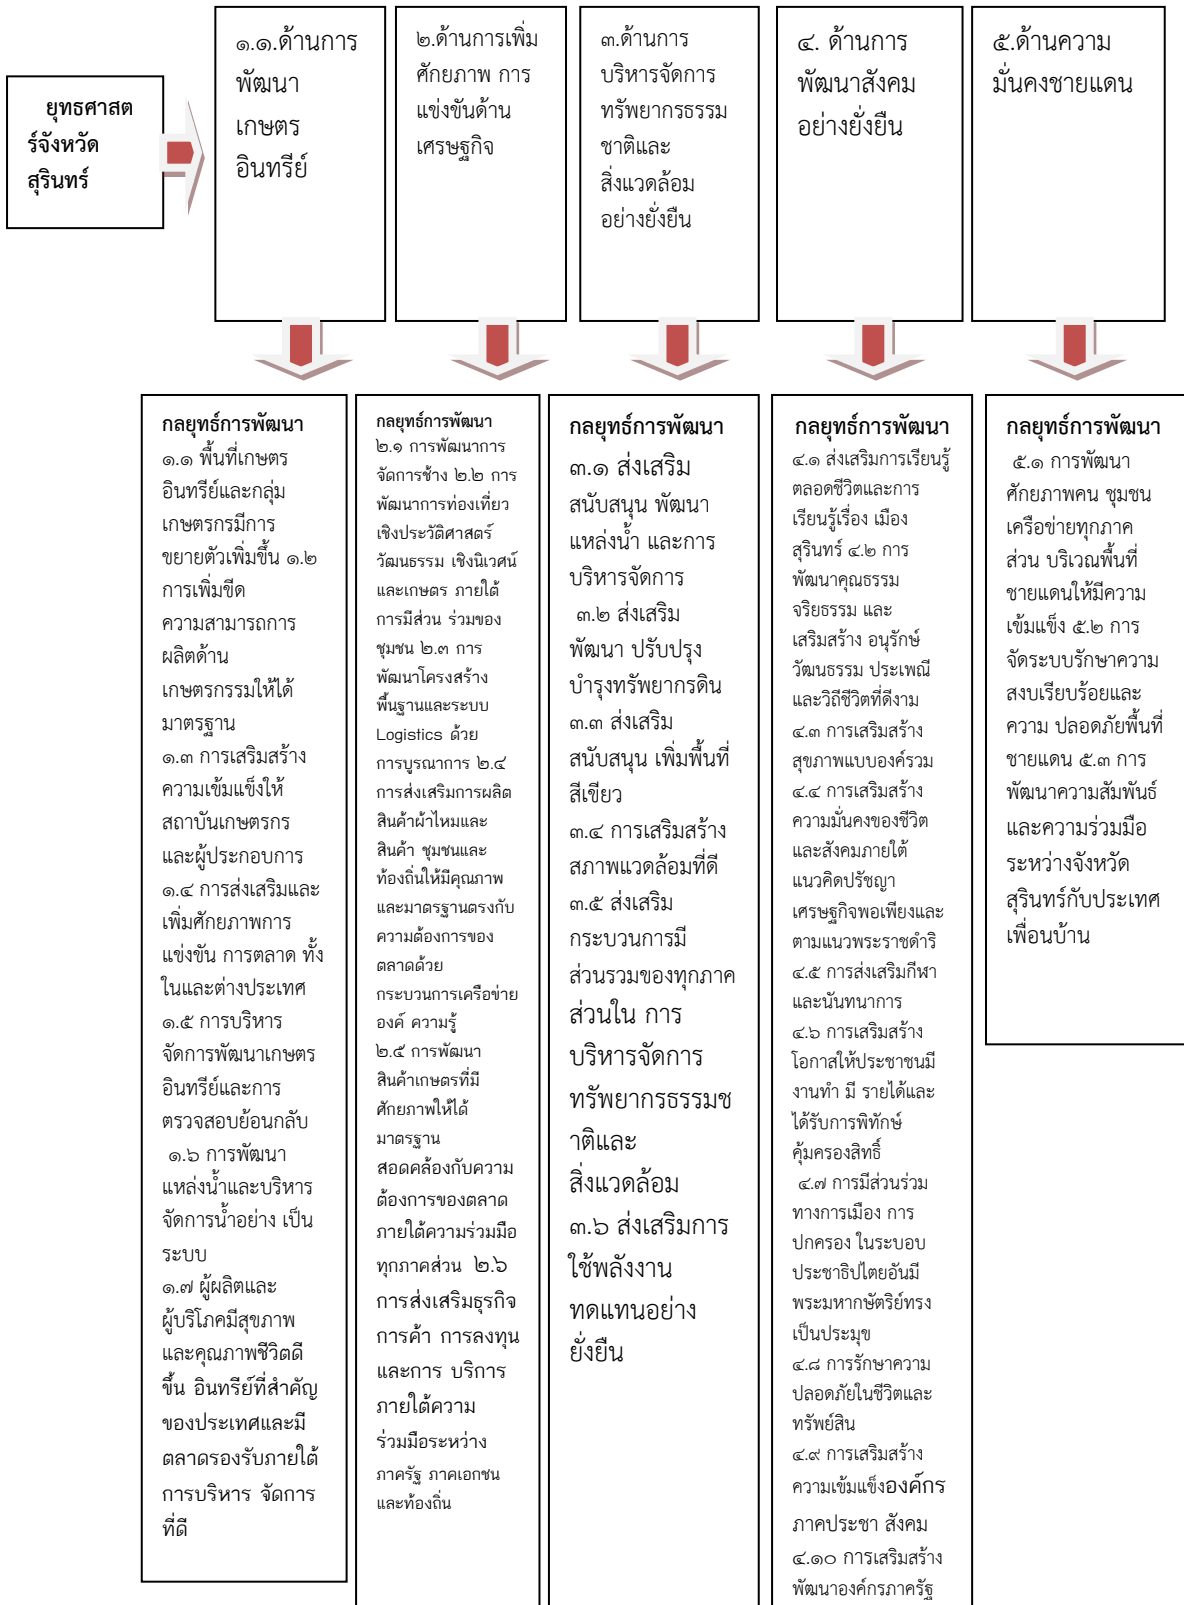 ยุทธศาสต
ร์จังหวัด
สุรินทร์
๑.๑.ด้านการ
พัฒนา
เกษตร
อินทรีย์
๒.ด้านการเพิ่ม
ศักยภาพ การ
แข่งขันด้าน
เศรษฐกิจ
๓.ด้านการ
บริหารจัดการ
ทรัพยากรธรรม
ชาติและ
สิ่งแวดล้อม
อย่างยั่งยืน
๔. ด้านการ
พัฒนาสังคม
อย่างยั่งยืน
๕.ด้านความ
มั่นคงชายแดน
กลยุทธ์การพัฒนา
๑.๑ พื้นที่เกษตร
อินทรีย์และกลุ่ม
เกษตรกรมีการ
ขยายตัวเพิ่มขึ้น ๑.๒
การเพิ่มขีด
ความสามารถการ
ผลิตด้าน
เกษตรกรรมให้ได้
มาตรฐาน
๑.๓ การเสริมสร้าง
ความเข้มแข็งให้
สถาบันเกษตรกร
และผู้ประกอบการ
๑.๔ การส่งเสริมและ
เพิ่มศักยภาพการ
แข่งขัน การตลาด ทั้ง
ในและต่างประเทศ
๑.๕ การบริหาร
จัดการพัฒนาเกษตร
อินทรีย์และการ
ตรวจสอบย้อนกลับ
๑.๖ การพัฒนา
แหล่งน้ำและบริหาร
จัดการน้ำอย่าง เป็น
ระบบ
๑.๗ ผู้ผลิตและ
ผู้บริโภคมีสุขภาพ
และคุณภาพชีวิตดี
ขึ้น อินทรีย์ที่สำคัญ
ของประเทศและมี
ตลาดรองรับภายใต้
การบริหาร จัดการ
ที่ดี
กลยุทธ์การพัฒนา
๒.๑ การพัฒนาการ
จัดการช้าง ๒.๒ การ
พัฒนาการท่องเที่ยว
เชิงประวัติศาสตร์
วัฒนธรรม เชิงนิเวศน์
และเกษตร ภายใต้
การมีส่วน ร่วมของ
ชุมชน ๒.๓ การ
พัฒนาโครงสร้าง
พื้นฐานและระบบ
Logistics ด้วย
การบูรณาการ ๒.๔
การส่งเสริมการผลิต
สินค้าผ้าไหมและ
สินค้า ชุมชนและ
ท้องถิ่นให้มีคุณภาพ
และมาตรฐานตรงกับ
ความต้องการของ
ตลาดด้วย
กระบวนการเครือข่าย
องค์ ความรู้
๒.๕ การพัฒนา
สินค้าเกษตรที่มี
ศักยภาพให้ได้
มาตรฐาน
สอดคล้องกับความ
ต้องการของตลาด
ภายใต้ความร่วมมือ
ทุกภาคส่วน ๒.๖
การส่งเสริมธุรกิจ
การค้า การลงทุน
และการ บริการ
ภายใต้ความ
ร่วมมือระหว่าง
ภาครัฐ ภาคเอกชน
และท้องถิ่น
กลยุทธ์การพัฒนา
๓.๑ ส่งเสริม
สนับสนุน พัฒนา
แหล่งน้ำ และการ
บริหารจัดการ
๓.๒ ส่งเสริม
พัฒนา ปรับปรุง
บำรุงทรัพยากรดิน
๓.๓ ส่งเสริม
สนับสนุน เพิ่มพื้นที่
สีเขียว
๓.๔ การเสริมสร้าง
สภาพแวดล้อมที่ดี
๓.๕ ส่งเสริม
กระบวนการมี
ส่วนรวมของทุกภาค
ส่วนใน การ
บริหารจัดการ
ทรัพยากรธรรมช
าติและ
สิ่งแวดล้อม
๓.๖ ส่งเสริมการ
ใช้พลังงาน
ทดแทนอย่าง
ยั่งยืน
กลยุทธ์การพัฒนา
๔.๑ ส่งเสริมการเรียนรู้
ตลอดชีวิตและการ
เรียนรู้เรื่อง เมือง
สุรินทร์ ๔.๒ การ
พัฒนาคุณธรรม
จริยธรรม และ
เสริมสร้าง อนุรักษ์
วัฒนธรรม ประเพณี
และวิถีชีวิตที่ดีงาม
๔.๓ การเสริมสร้าง
สุขภาพแบบองค์รวม
๔.๔ การเสริมสร้าง
ความมั่นคงของชีวิต
และสังคมภายใต้
แนวคิดปรัชญา
เศรษฐกิจพอเพียงและ
ตามแนวพระราชดำริ
๔.๕ การส่งเสริมกีฬา
และนันทนาการ
๔.๖ การเสริมสร้าง
โอกาสให้ประชาชนมี
งานทำ มี รายได้และ
ได้รับการพิทักษ์
คุ้มครองสิทธิ์
๔.๗ การมีส่วนร่วม
ทางการเมือง การ
ปกครอง ในระบอบ
ประชาธิปไตยอันมี
พระมหากษัตริย์ทรง
เป็นประมุข
๔.๘ การรักษาความ
ปลอดภัยในชีวิตและ
ทรัพย์สิน
๔.๙ การเสริมสร้าง
ความเข้มแข็งองค์กร
ภาคประชา สังคม
๔.๑๐ การเสริมสร้าง
พัฒนาองค์กรภาครัฐ
กลยุทธ์การพัฒนา
๕.๑ การพัฒนา
ศักยภาพคน ชุมชน
เครือข่ายทุกภาค
ส่วน บริเวณพื้นที่
ชายแดนให้มีความ
เข้มแข็ง ๕.๒ การ
จัดระบบรักษาความ
สงบเรียบร้อยและ
ความ ปลอดภัยพื้นที่
ชายแดน ๕.๓ การ
พัฒนาความสัมพันธ์
และความร่วมมือ
ระหว่างจังหวัด
สุรินทร์กับประเทศ
เพื่อนบ้าน